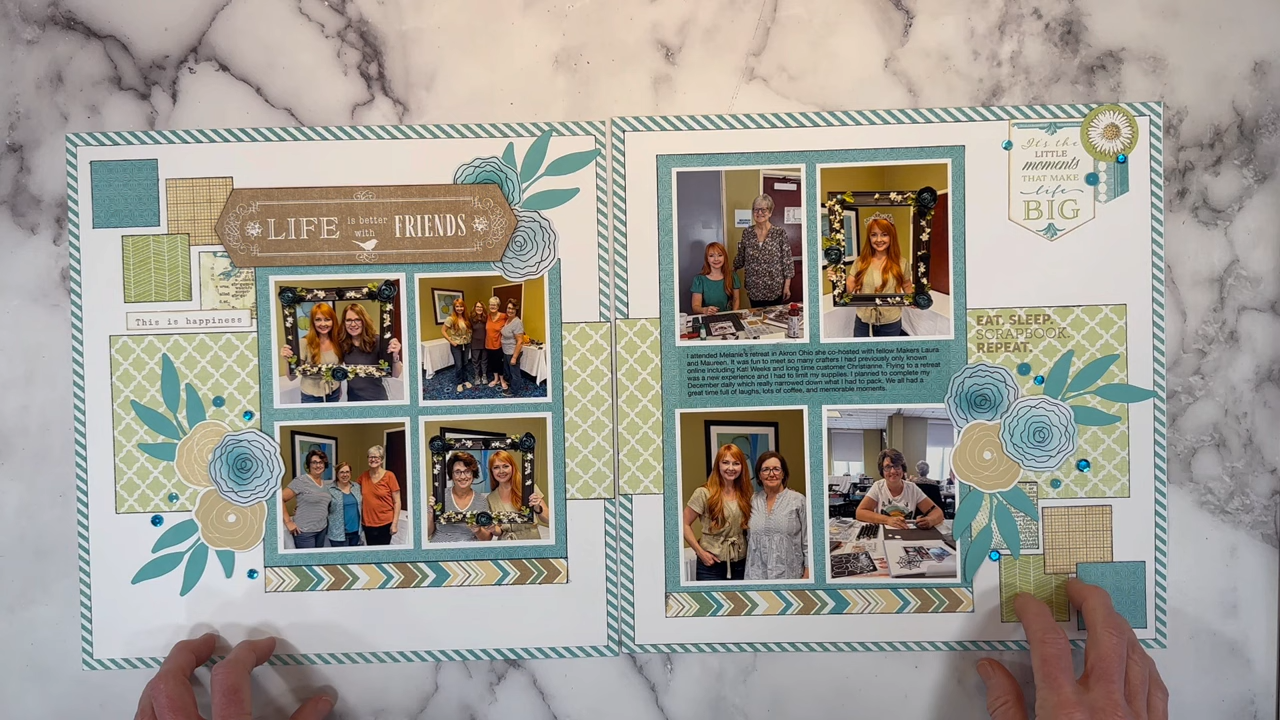 LIFE is better with FRIENDS
This is happiness
It's the
LITTLE
moments
THAT MAKE
life
BIG
EAT. SLEEP.
SCRAPBOOK.
REPEAT.
I attended Melanie's retreat in Akron Ohio she co-hosted with fellow Makers Laura
and Maureen. It was fun to meet so many crafters I had previously only known
online including Kati Weeks and long time customer Christianne. Flying to a retreat
was a new experience and I had to limit my supplies. I planned to complete my
December daily which really narrowed down what I had to pack. We all had a
great time full of laughs, lots of coffee, and memorable moments.